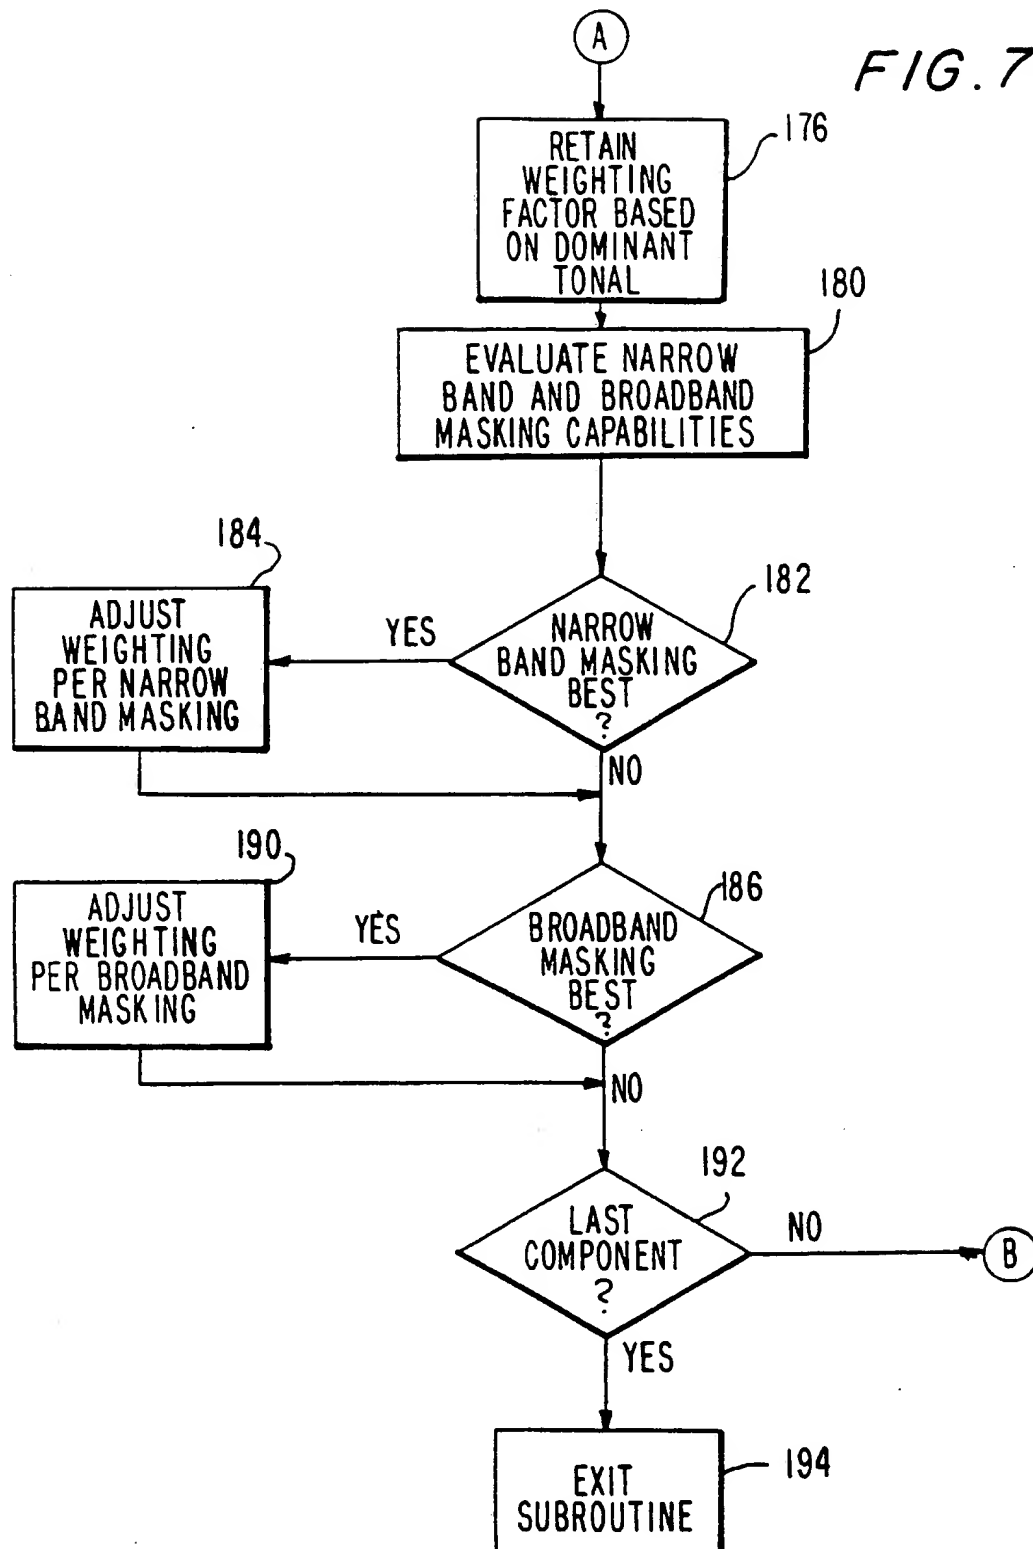 A
FIG. 7
RETAIN
WEIGHTING
FACTOR BASED
ON DOMINANT
TONAL
176
EVALUATE NARROW
BAND AND BROADBAND
MASKING CAPABILITIES
180
NARROW
BAND MASKING
BEST
?
182
YES
NO
ADJUST
WEIGHTING
PER NARROW
BAND MASKING
184
BROADBAND
MASKING
BEST
?
186
YES
NO
ADJUST
WEIGHTING
PER BROADBAND
MASKING
190
LAST
COMPONENT
?
192
NO
B
YES
EXIT
SUBROUTINE
194